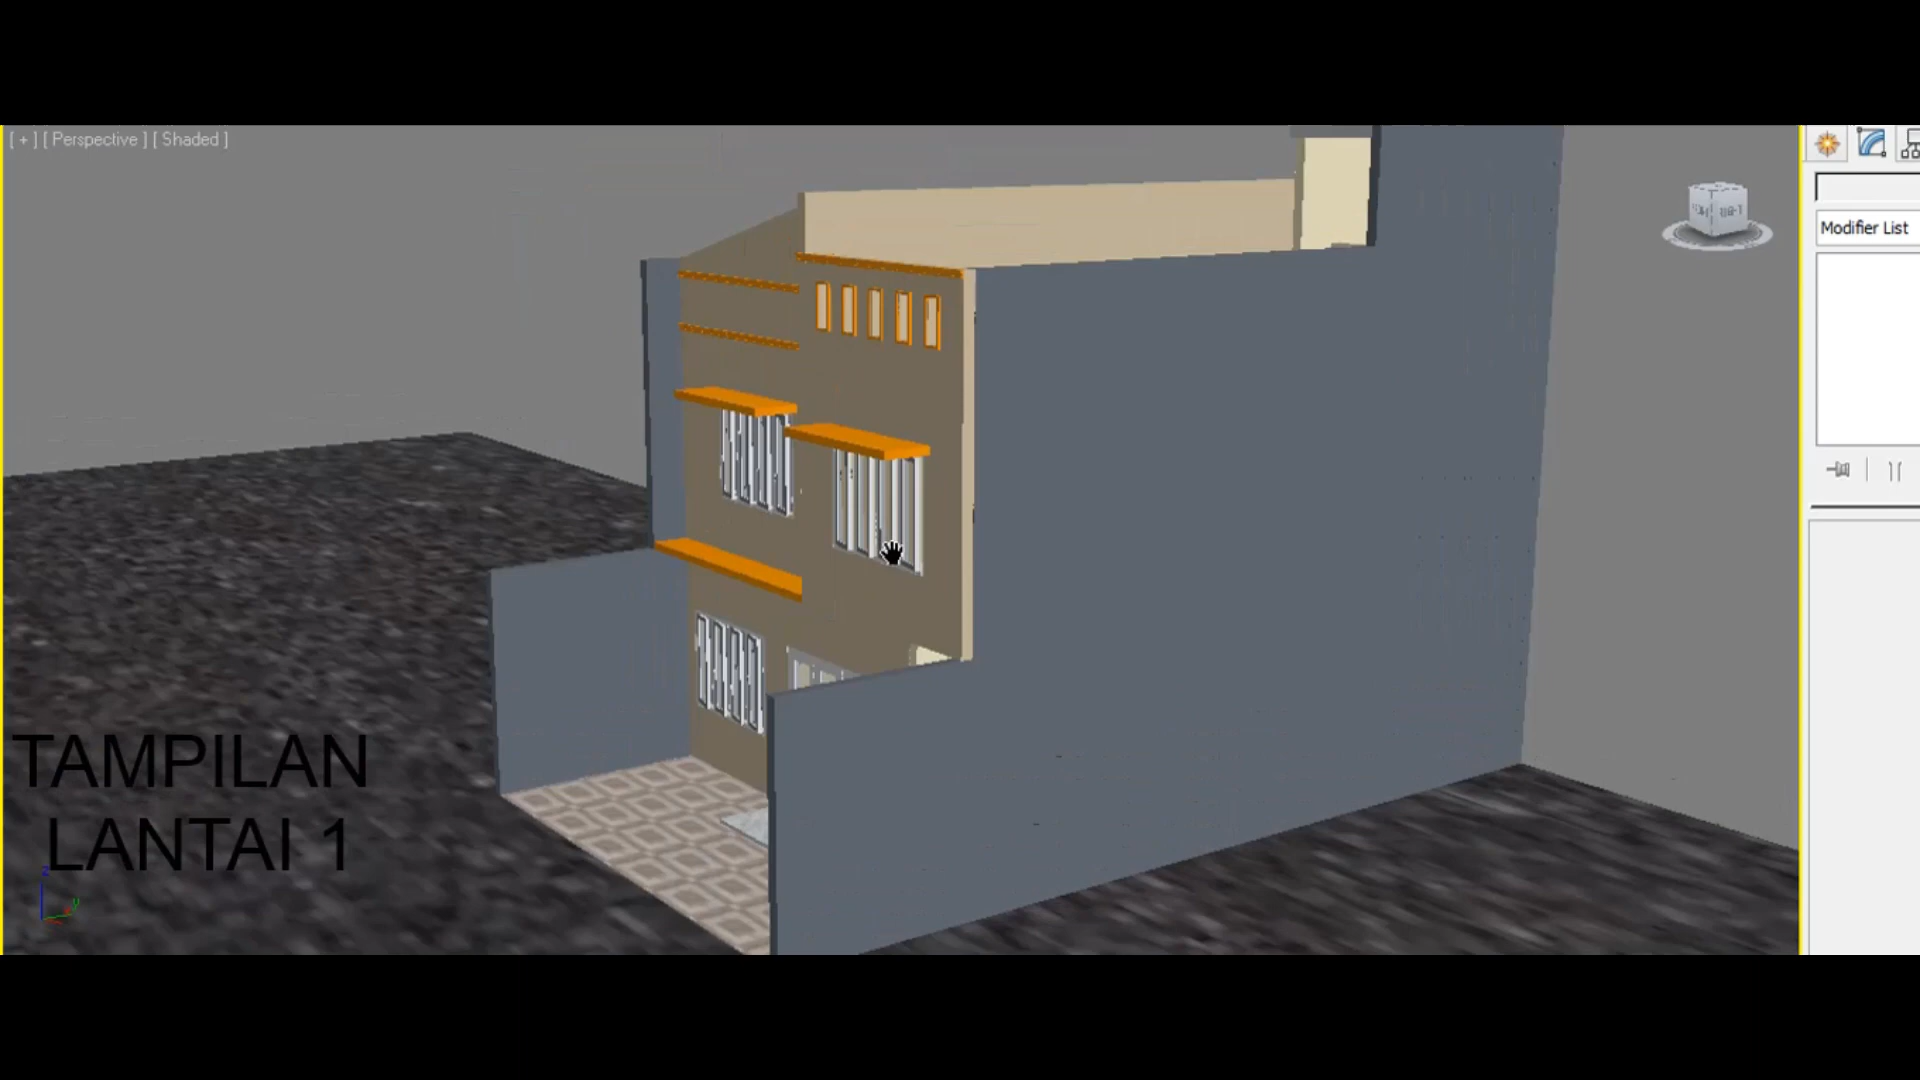 [ + ] [ Perspective ] [ Shaded ]
Modifier List
TAMPILAN
LANTAI 1
z
y